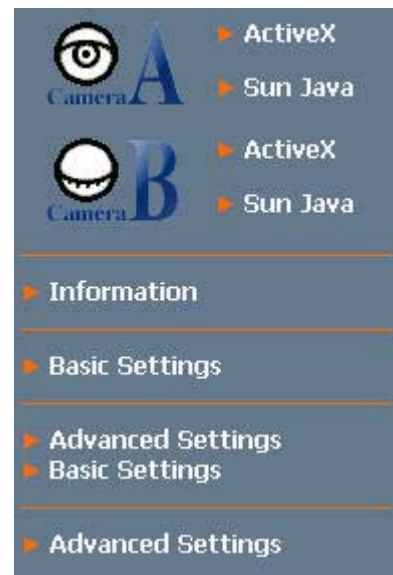 ActiveX
Camera A
Sun Java
ActiveX
Camera B
Sun Java
Information
Basic Settings
Advanced Settings
Basic Settings
Advanced Settings